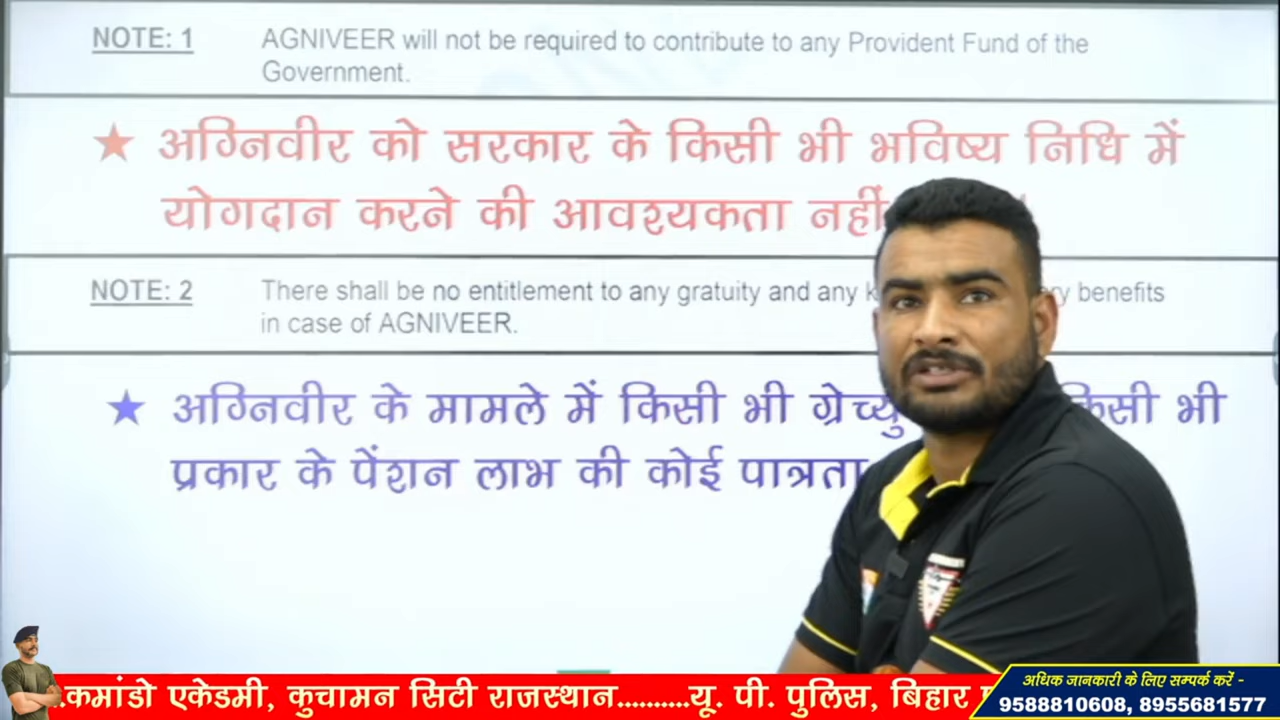 NOTE: 1 AGNIVEER will not be required to contribute to any Provident Fund of the
Government.
★ अग्निवीर को सरकार के किसी भी भविष्य निधि में
योगदान करने की आवश्यकता नहीं
NOTE: 2 There shall be no entitlement to any gratuity and any benefits
in case of AGNIVEER.
★ अग्निवीर के मामले में किसी भी किसी भी
प्रकार के पेंशन लाभ की कोई पात्रता
.कमांडो एकेडमी, कुचामन सिटी राजस्थान..........यू. पी. पुलिस, बिहार
अधिक जानकारी के लिए सम्पर्क करें -
9588810608, 8955681577